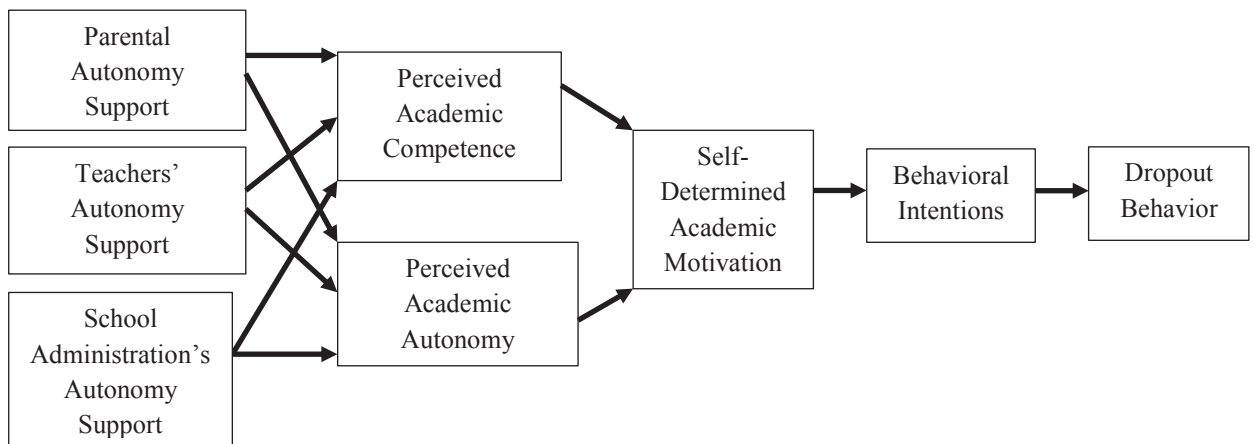 Parental
Autonomy
Support
Teachers’
Autonomy
Support
School
Administration’s
Autonomy
Support
Perceived
Academic
Competence
Perceived
Academic
Autonomy
Self-
Determined
Academic
Motivation
Behavioral
Intentions
Dropout
Behavior